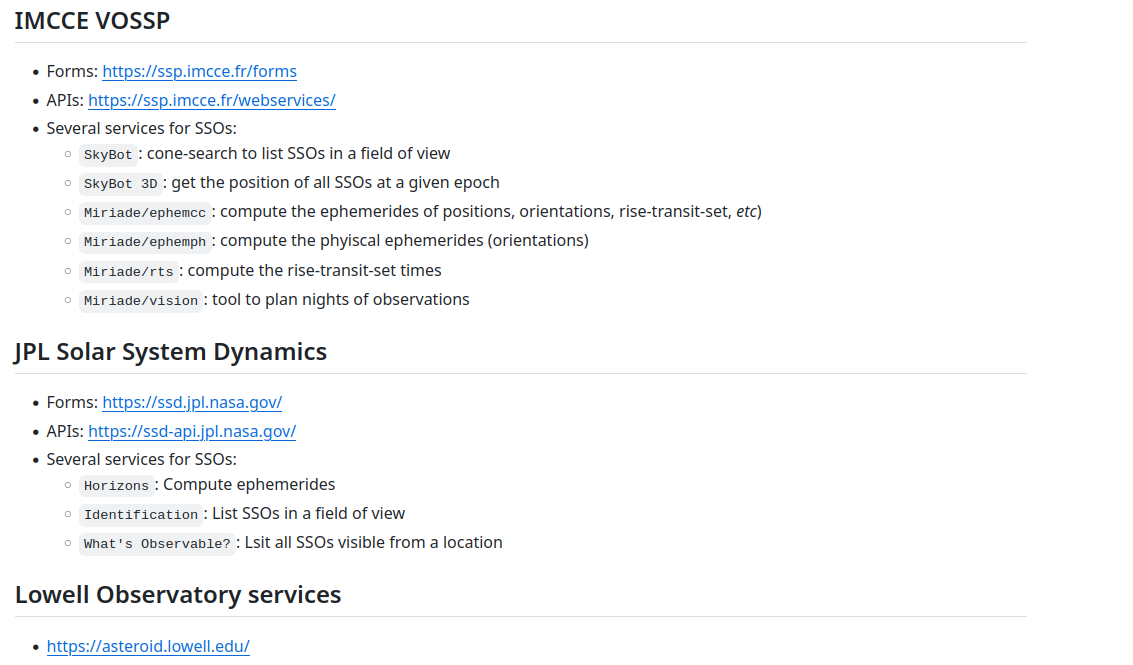 IMCCE VOSSP
Forms: https://ssp.imcce.fr/forms
APIs: https://ssp.imcce.fr/webservices/
Several services for SSOs:
SkyBot: cone-search to list SSOs in a field of view
SkyBot 3D: get the position of all SSOs at a given epoch
Miriade/ephemcc: compute the ephemerides of positions, orientations, rise-transit-set, etc)
Miriade/ephemph: compute the phyiscal ephemerides (orientations)
Miriade/rts: compute the rise-transit-set times
Miriade/vision: tool to plan nights of observations
JPL Solar System Dynamics
Forms: https://ssd.jpl.nasa.gov/
APIs: https://ssd-api.jpl.nasa.gov/
Several services for SSOs:
Horizons: Compute ephemerides
Identification: List SSOs in a field of view
What's Observable?: Lsit all SSOs visible from a location
Lowell Observatory services
https://asteroid.lowell.edu/